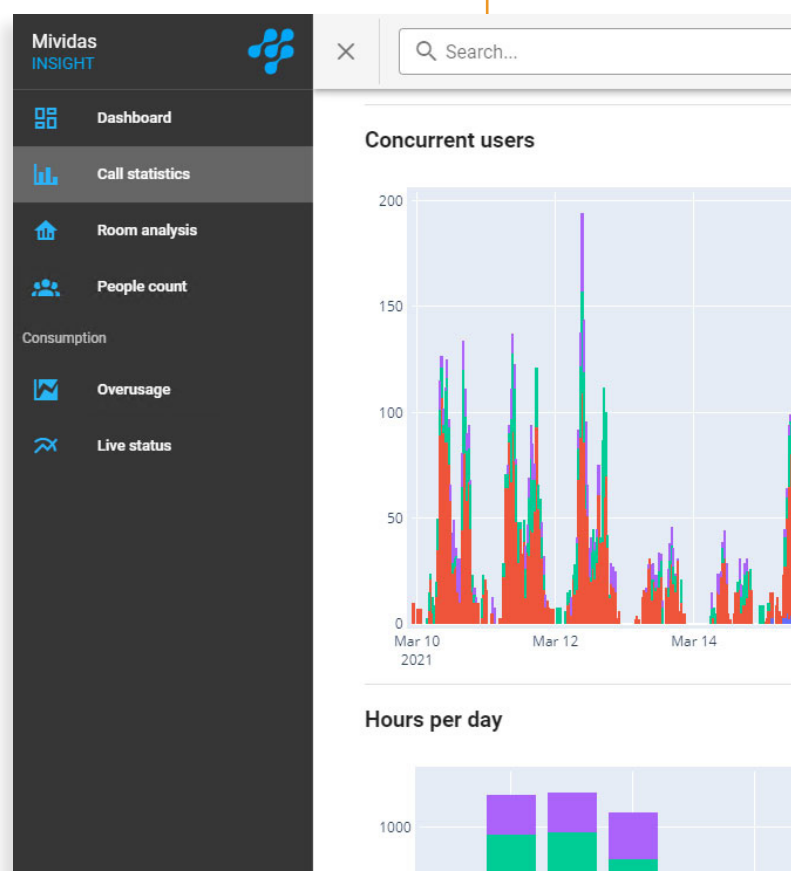 Mividas
INSIGHT
Search...
Dashboard
Call statistics
Room analysis
People count
Consumption
Overusage
Live status
Concurrent users
200
150
100
50
0
Mar 10
2021
Mar 12
Mar 14
Hours per day
1000